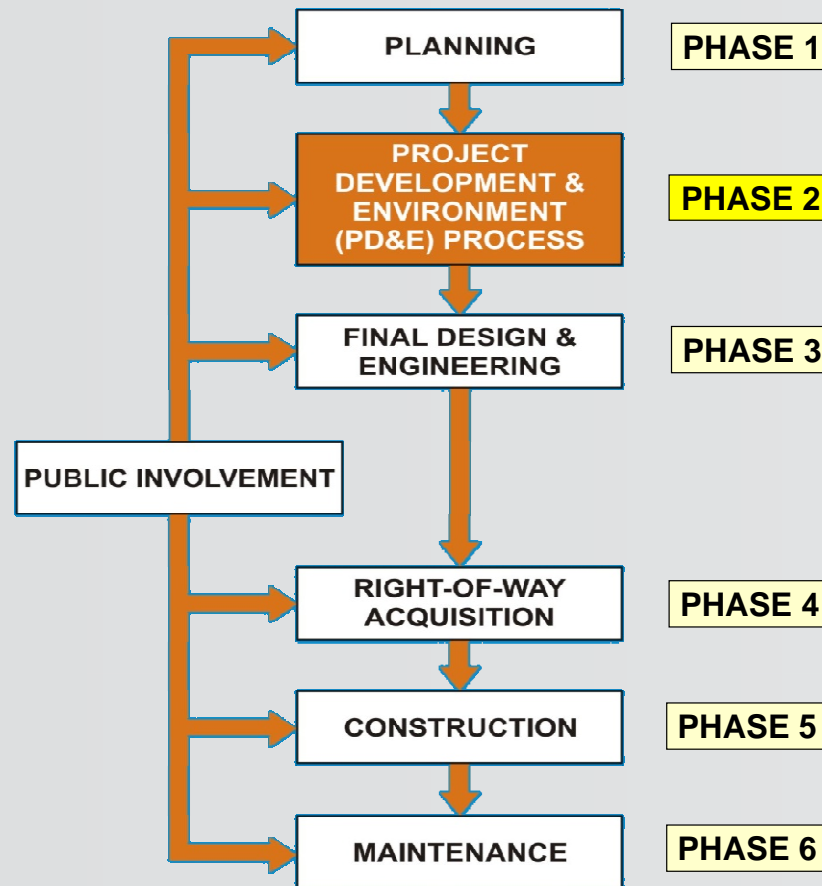 PLANNING
PHASE 1
PROJECT
DEVELOPMENT &
ENVIRONMENT
(PD&E) PROCESS
PHASE 2
FINAL DESIGN &
ENGINEERING
PHASE 3
PUBLIC INVOLVEMENT
RIGHT-OF-WAY
ACQUISITION
PHASE 4
CONSTRUCTION
PHASE 5
MAINTENANCE
PHASE 6